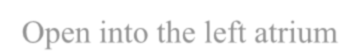 Open into the left atrium